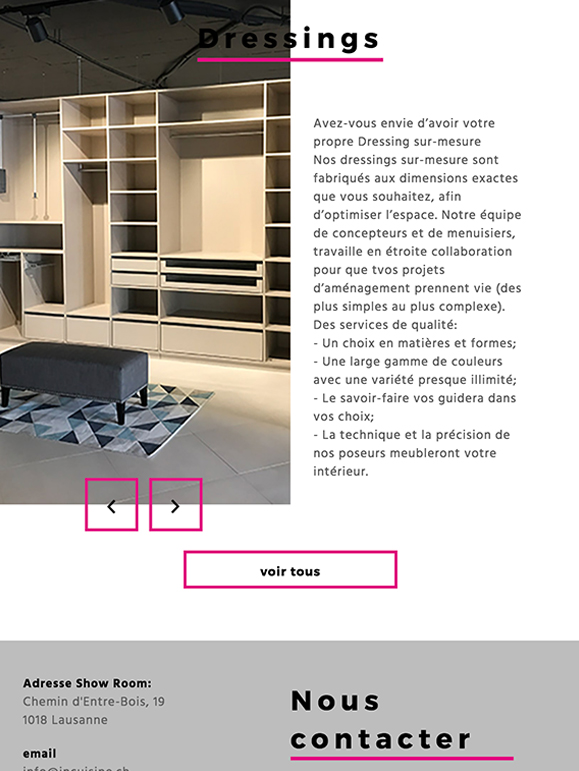 Dressings
Avez-vous envie d’avoir votre
propre Dressing sur-mesure
Nos dressings sur-mesure sont
fabriqués aux dimensions exactes
que vous souhaitez, afin
d’optimiser l’espace. Notre équipe
de concepteurs et de menuisiers,
travaille en étroite collaboration
pour que tvos projets
d’aménagement prennent vie (des
plus simples au plus complexe).
Des services de qualité:
- Un choix en matières et formes;
- Une large gamme de couleurs
avec une variété presque illimité;
- Le savoir-faire vos guidera dans
vos choix;
- La technique et la précision de
nos poseurs meubleront votre
intérieur.
voir tous
Adresse Show Room:
Chemin d'Entre-Bois, 19
1018 Lausanne
email
Nous
contacter